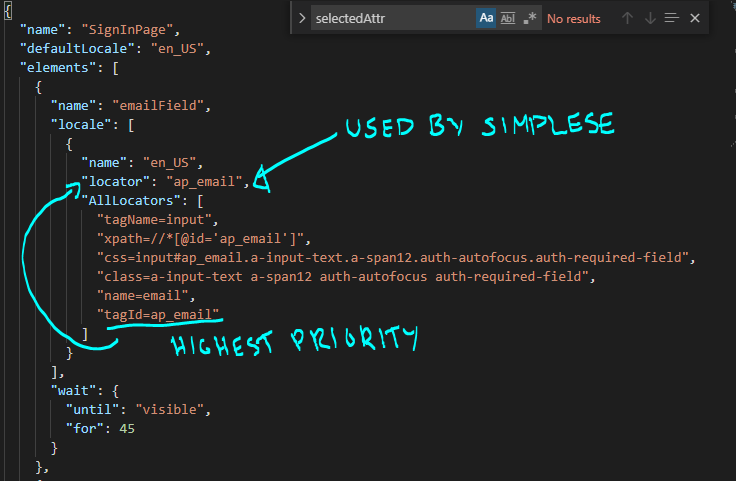 {
selectedAttr Aa Abl .* No results
"name": "SignInPage",
"defaultLocale": "en_US",
"elements": [
{
"name": "emailField",
"locale": [
USED BY SIMPLESE
{
"name": "en_US",
"locator": "ap_email",
"AllLocators": [
"tagName=input",
"xpath=//*[@id='ap_email']",
"css=input#ap_email.a-input-text.a-span12.auth-autofocus.auth-required-field",
"class=a-input-text a-span12 auth-autofocus auth-required-field",
"name=email",
"tagId=ap_email"
]
HIGHEST PRIORITY
}
],
"wait": {
"until": "visible",
"for": 45
}
},